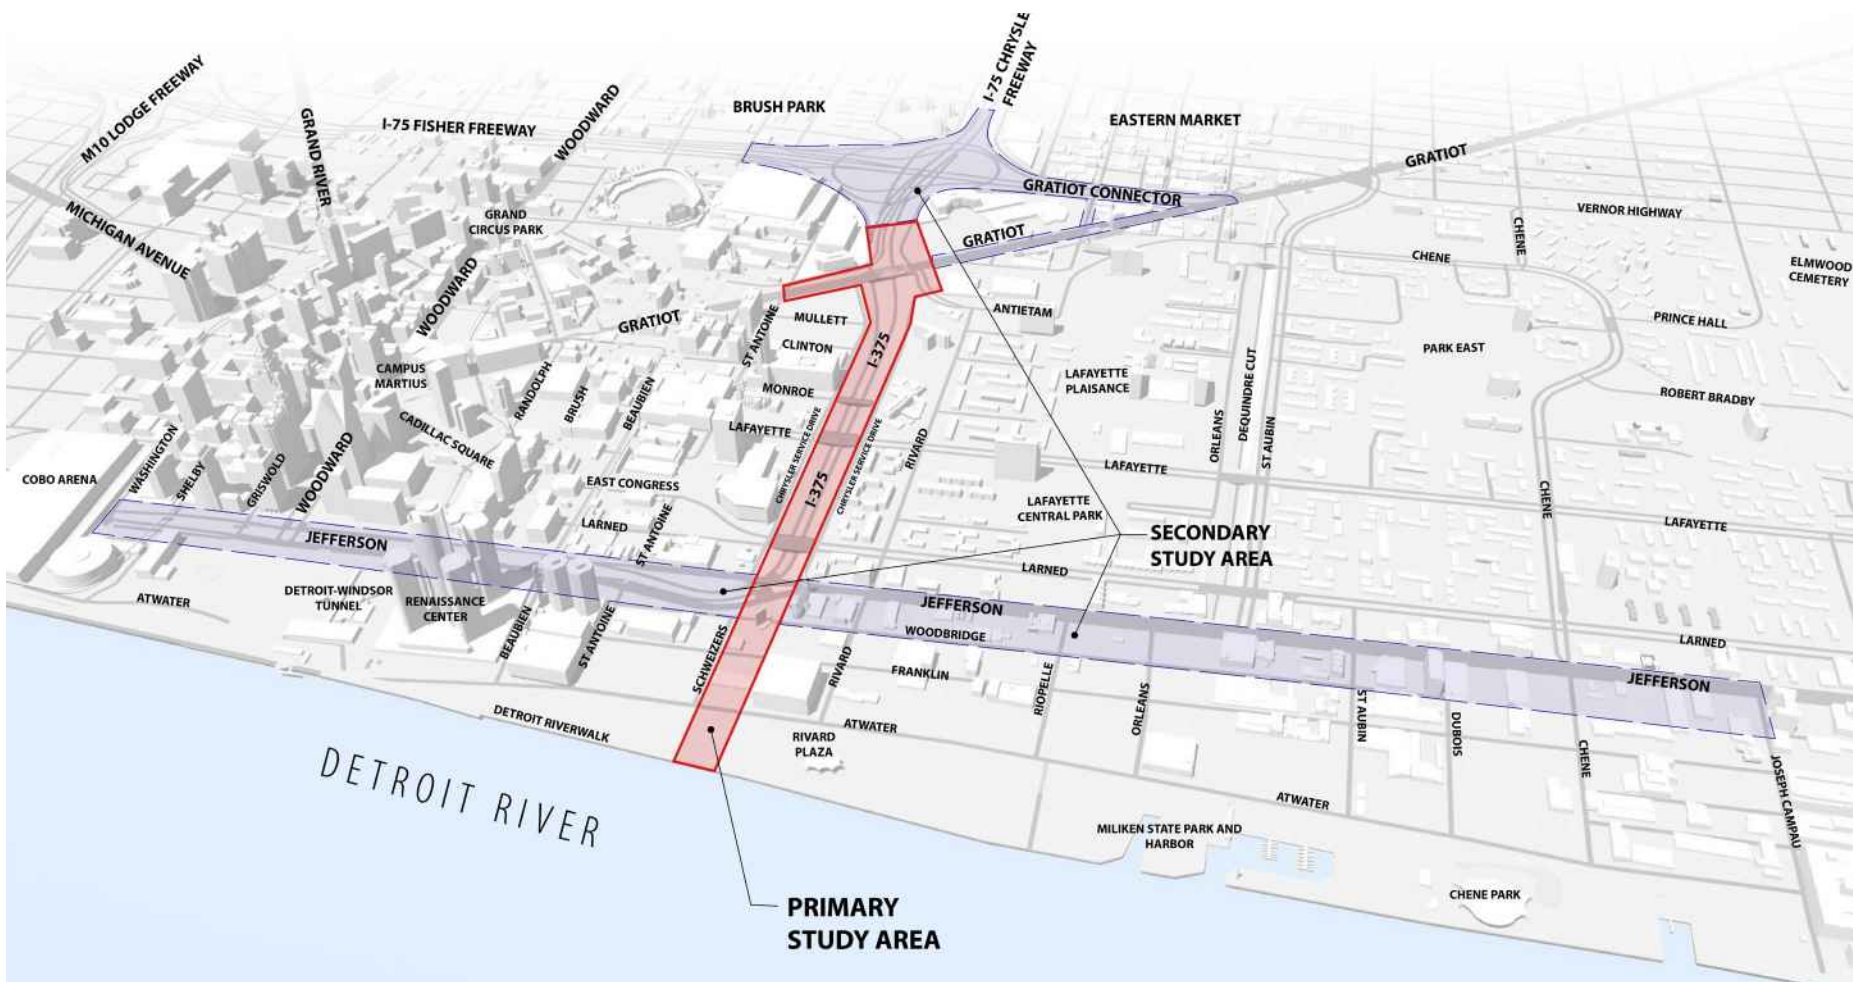 I-75 CHRYSLE
FREEWAY
M10 LODGE FREEWAY
GRAND RIVER
I-75 FISHER FREEWAY
WOODWARD
BRUSH PARK
EASTERN MARKET
GRATIOT
MICHIGAN AVENUE
GRAND
CIRCUS PARK
GRATIOT CONNECTOR
VERNOR HIGHWAY
CHENE
GRATIOT
CHENE
ELMWOOD
CEMETERY
WOODWARD
GRATIOT
ST ANTOINE
MULLETT
ANTIETAM
PRINCE HALL
CLINTON
I-375
PARK EAST
CAMPUS
MARTIUS
RANDOLPH
BRUSH
BEAUBIEN
MONROE
LAFAYETTE
PLAISANCE
DEQUINDRE CUT
ROBERT BRADBY
CADILLAC SQUARE
LAFAYETTE
CHRYSLER SERVICE DRIVE
CHRYSLER SERVICE DRIVE
RIVARD
ORLEANS
ST AUBIN
COBO ARENA
WASHINGTON
SHELBY
GRISWOLD
WOODWARD
EAST CONGRESS
I-375
LAFAYETTE
LAFAYETTE
CENTRAL PARK
CHENE
LAFAYETTE
LARNED
ST ANTOINE
SECONDARY
STUDY AREA
JEFFERSON
LARNED
ATWATER
DETROIT-WINDSOR
TUNNEL
RENAISSANCE
CENTER
BEAUBIEN
ST ANTOINE
SCHWEIZERS
JEFFERSON
WOODBRIDGE
LARNED
RIVARD
FRANKLIN
RIOPELLE
ORLEANS
JEFFERSON
ST AUBIN
DUBOIS
CHENE
JOSEPH CAMPAU
DETROIT RIVERWALK
ATWATER
RIVARD
PLAZA
DETROIT RIVER
ATWATER
MILIKEN STATE PARK AND
HARBOR
CHENE PARK
PRIMARY
STUDY AREA